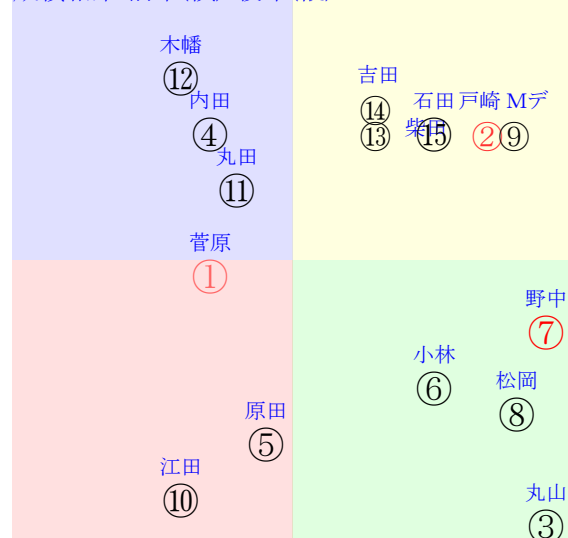 木幡
⑫
内田
④
丸田
⑪
菅原
①
吉田
⑭
柴田
⑬
石田
⑮
戸崎
②
Mデ
⑨
野中
⑦
小林
⑥
松岡
⑧
原田
⑤
江田
⑩
丸山
③